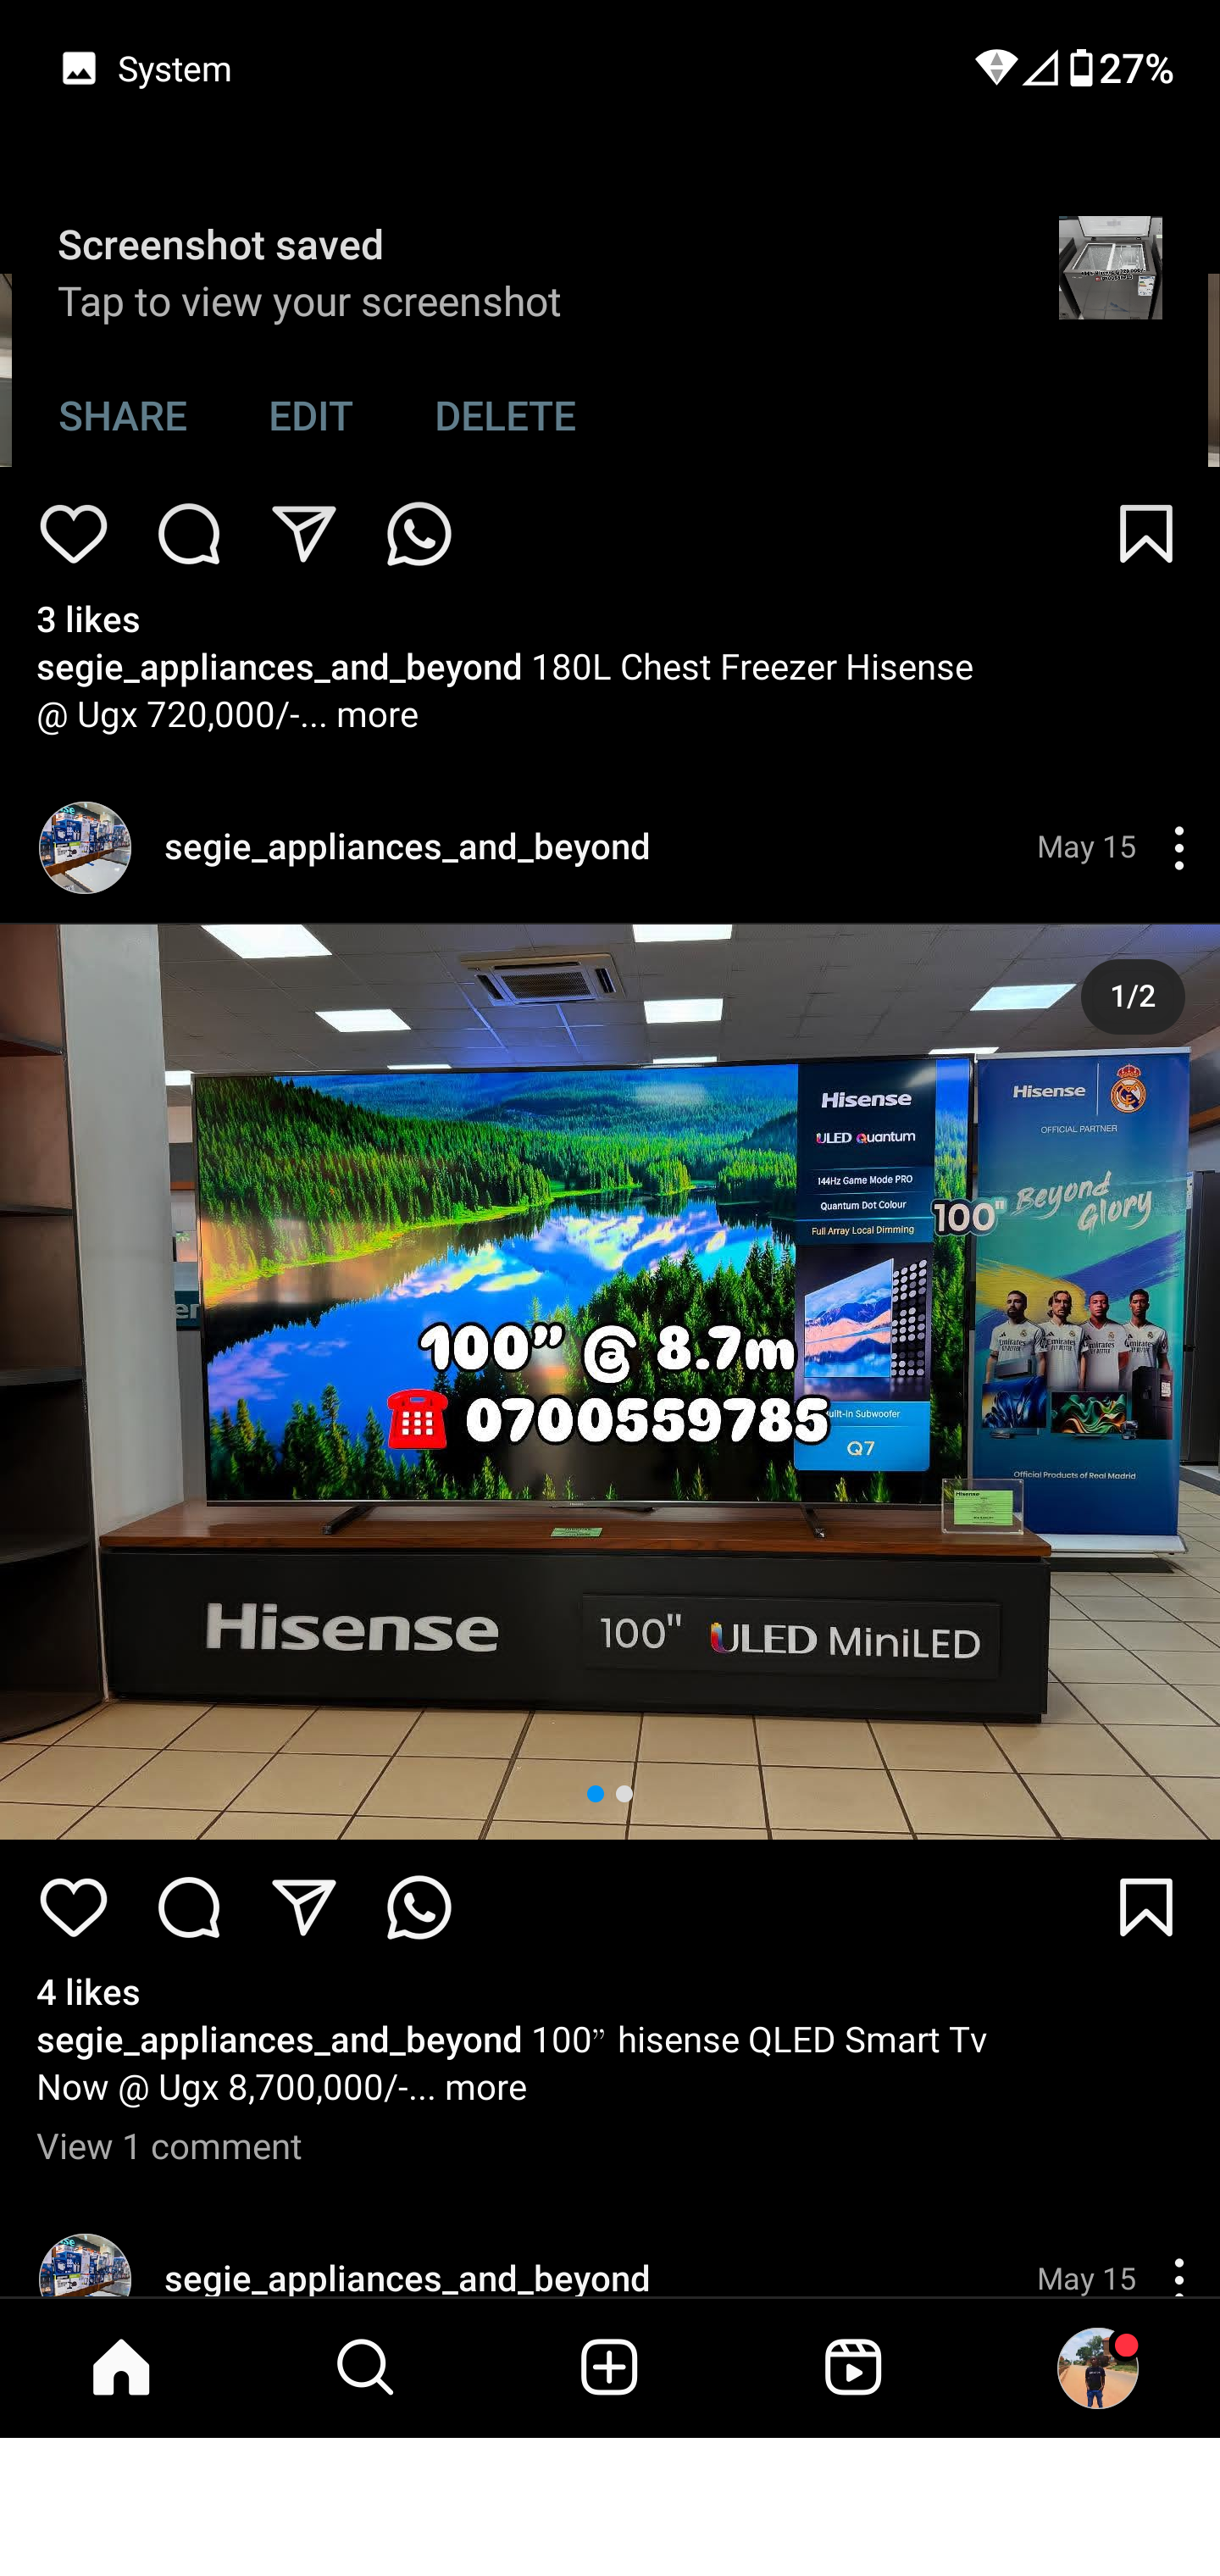 System
27%
Screenshot saved
Tap to view your screenshot
SHARE EDIT DELETE
3 likes
segie_appliances_and_beyond 180L Chest Freezer Hisense
@ Ugx 720,000/-... more
segie_appliances_and_beyond May 15
1/2
Hisense
ULED Quantum
144Hz Game Mode PRO
Quantum Dot Colour
Full Array Local Dimming
100"
Hisense
OFFICIAL PARTNER
Beyond
Glory
100” @ 8.7m
0700559785
Built-In Subwoofer
Q7
Official Products of Real Madrid
Hisense
100" ULED MiniLED
4 likes
segie_appliances_and_beyond 100” hisense QLED Smart Tv
Now @ Ugx 8,700,000/-... more
View 1 comment
segie_appliances_and_beyond May 15